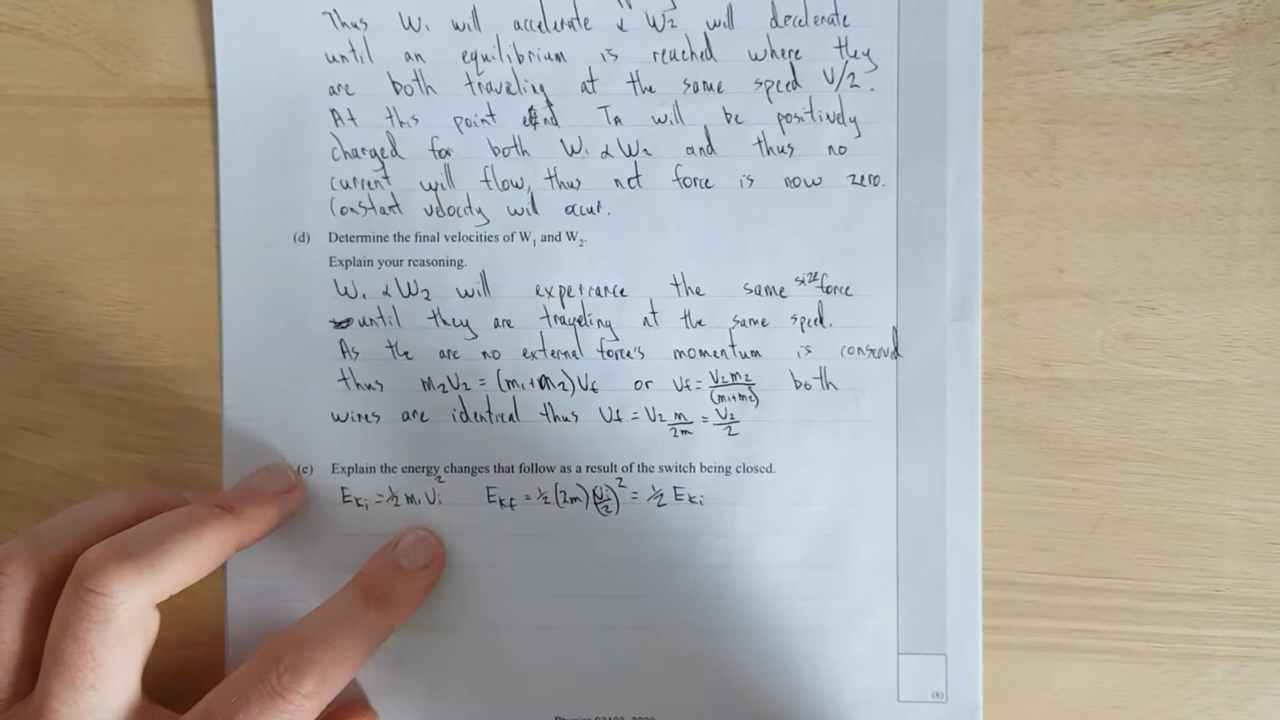 Thus W₁ will accelerate & W₂ will decelerate
until an equilibrium is reached where they
are both traveling at the same speed V/2.
At this point end TA will be positively
charged for both W₁ & W₂ and thus no
current will flow, thus net force is now zero.
Constant velocity will occur.
(d) Determine the final velocities of W₁ and W₂.
Explain your reasoning.
W₁ & W₂ will experiance the same size force
until they are traveling at the same speed.
As the are no external force's momentum is conserved
thus m₂V₂ = (m₁+m₂)Vf or Vf = V₂m₂/(m₁+m₂) both
wires are identical thus Vf = V₂ m/2m = V₂/2
(e) Explain the energy changes that follow as a result of the switch being closed.
Eki = ½ m₁ Vi² Ekf = ½ (2m) (Vi/2)² = ½ Eki
(8)